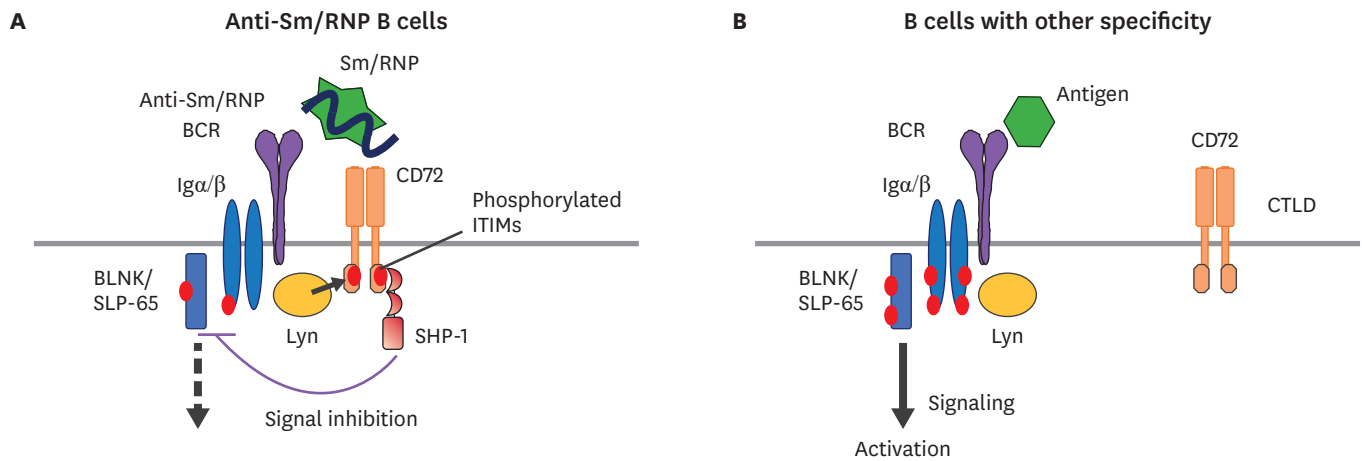 A
Anti-Sm/RNP B cells
Sm/RNP
Anti-Sm/RNP
BCR
Igα/β
CD72
Phosphorylated
ITIMs
BLNK/
SLP-65
Lyn
SHP-1
Signal inhibition
B
B cells with other specificity
Antigen
BCR
CD72
Igα/β
CTLD
BLNK/
SLP-65
Lyn
Signaling
Activation